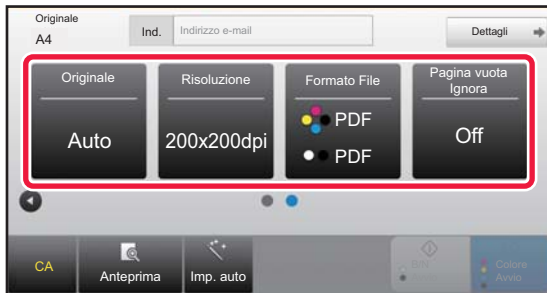 Originale
A4
Ind.
Indirizzo e-mail
Dettagli
Originale
Auto
Risoluzione
200x200dpi
Formato File
PDF
PDF
Pagina vuota
Ignora
Off
CA
Anteprima
Imp. auto
B/N
Avvio
Colore
Avvio